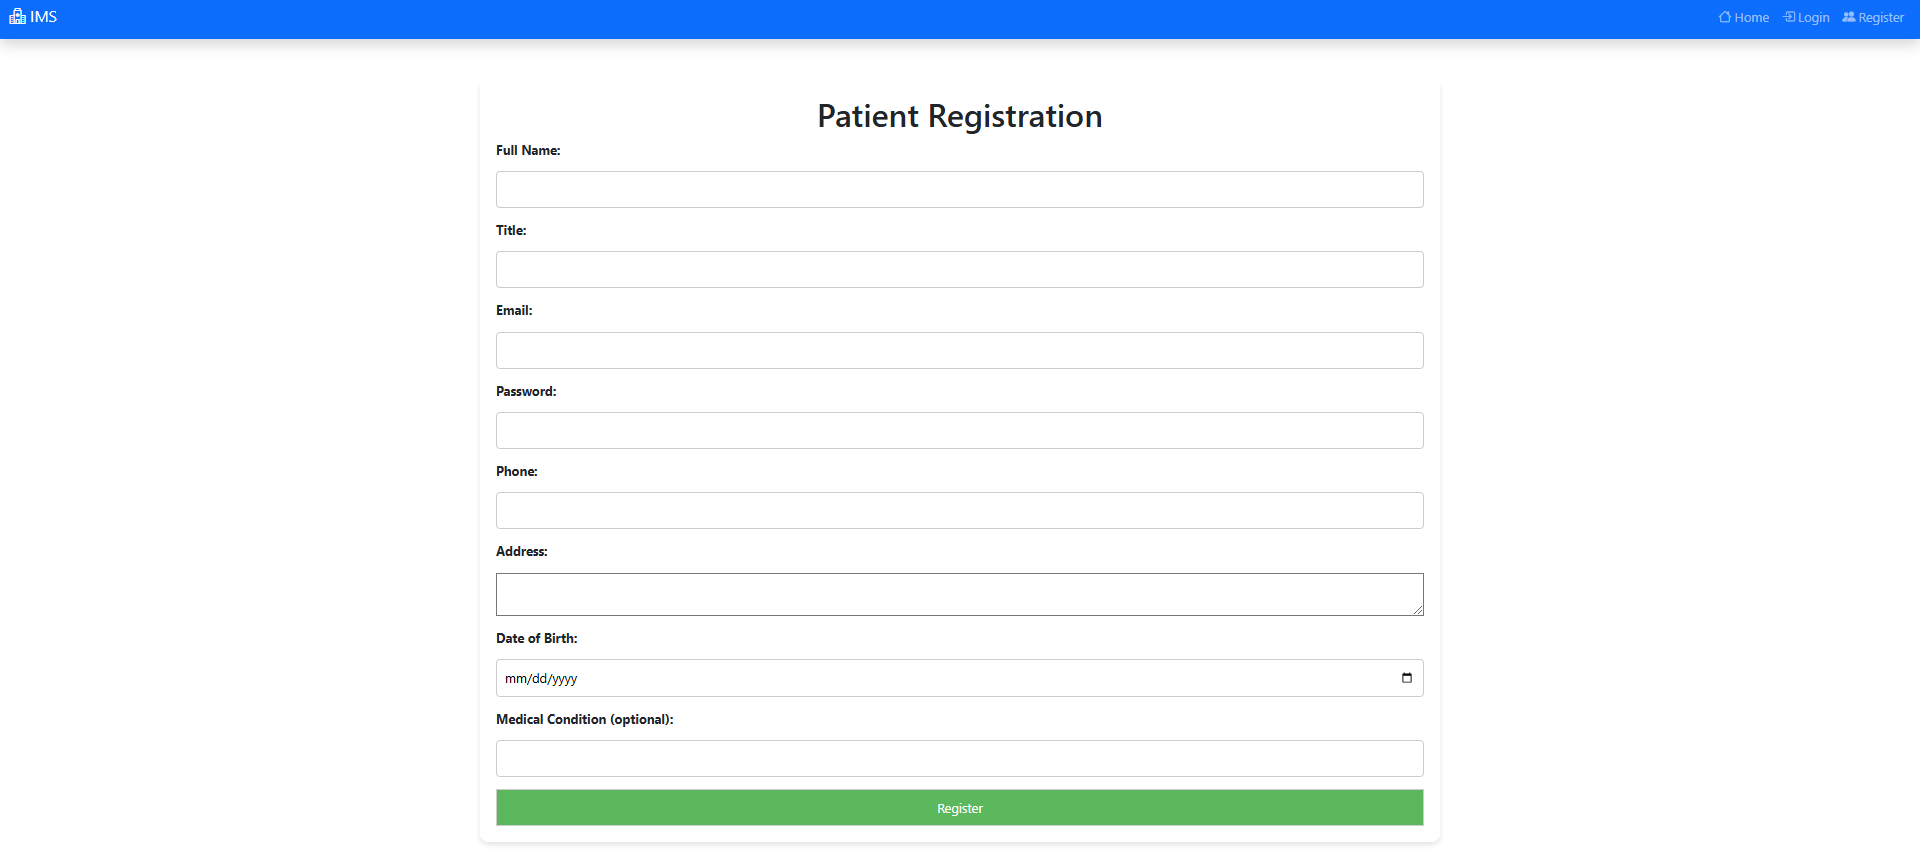 IMS
Home Login Register
Patient Registration
Full Name:
Title:
Email:
Password:
Phone:
Address:
Date of Birth:
mm/dd/yyyy
Medical Condition (optional):
Register